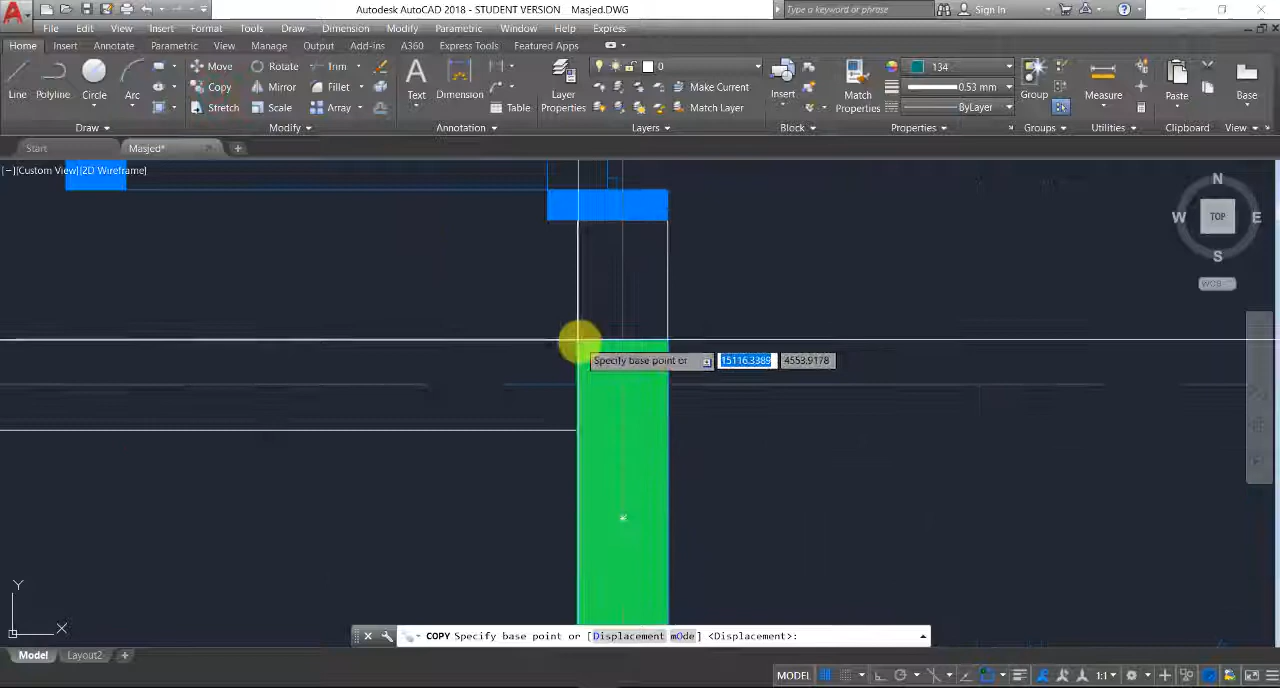 Autodesk AutoCAD 2018 - STUDENT VERSION Masjed.DWG
Type a keyword or phrase
Sign In
File Edit View Insert Format Tools Draw Dimension Modify Parametric Window Help Express
Home Insert Annotate Parametric View Manage Output Add-ins A360 Express Tools Featured Apps
Line Polyline Circle Arc
Move Rotate Trim
Copy Mirror Fillet
Stretch Scale Array
Text Dimension Table
Layer Properties
0
Make Current
Match Layer
Insert
Match Properties
134
0.53 mm
ByLayer
Group Measure Paste Base
Draw Modify Annotation Layers Block Properties Groups Utilities Clipboard View
Start Masjed*
[−][Custom View][2D Wireframe]
N
W TOP E
S
Specify base point or 15116.3389 4553.9178
Y
X
COPY Specify base point or [Displacement mOde] <Displacement>:
Model Layout2
MODEL 1:1